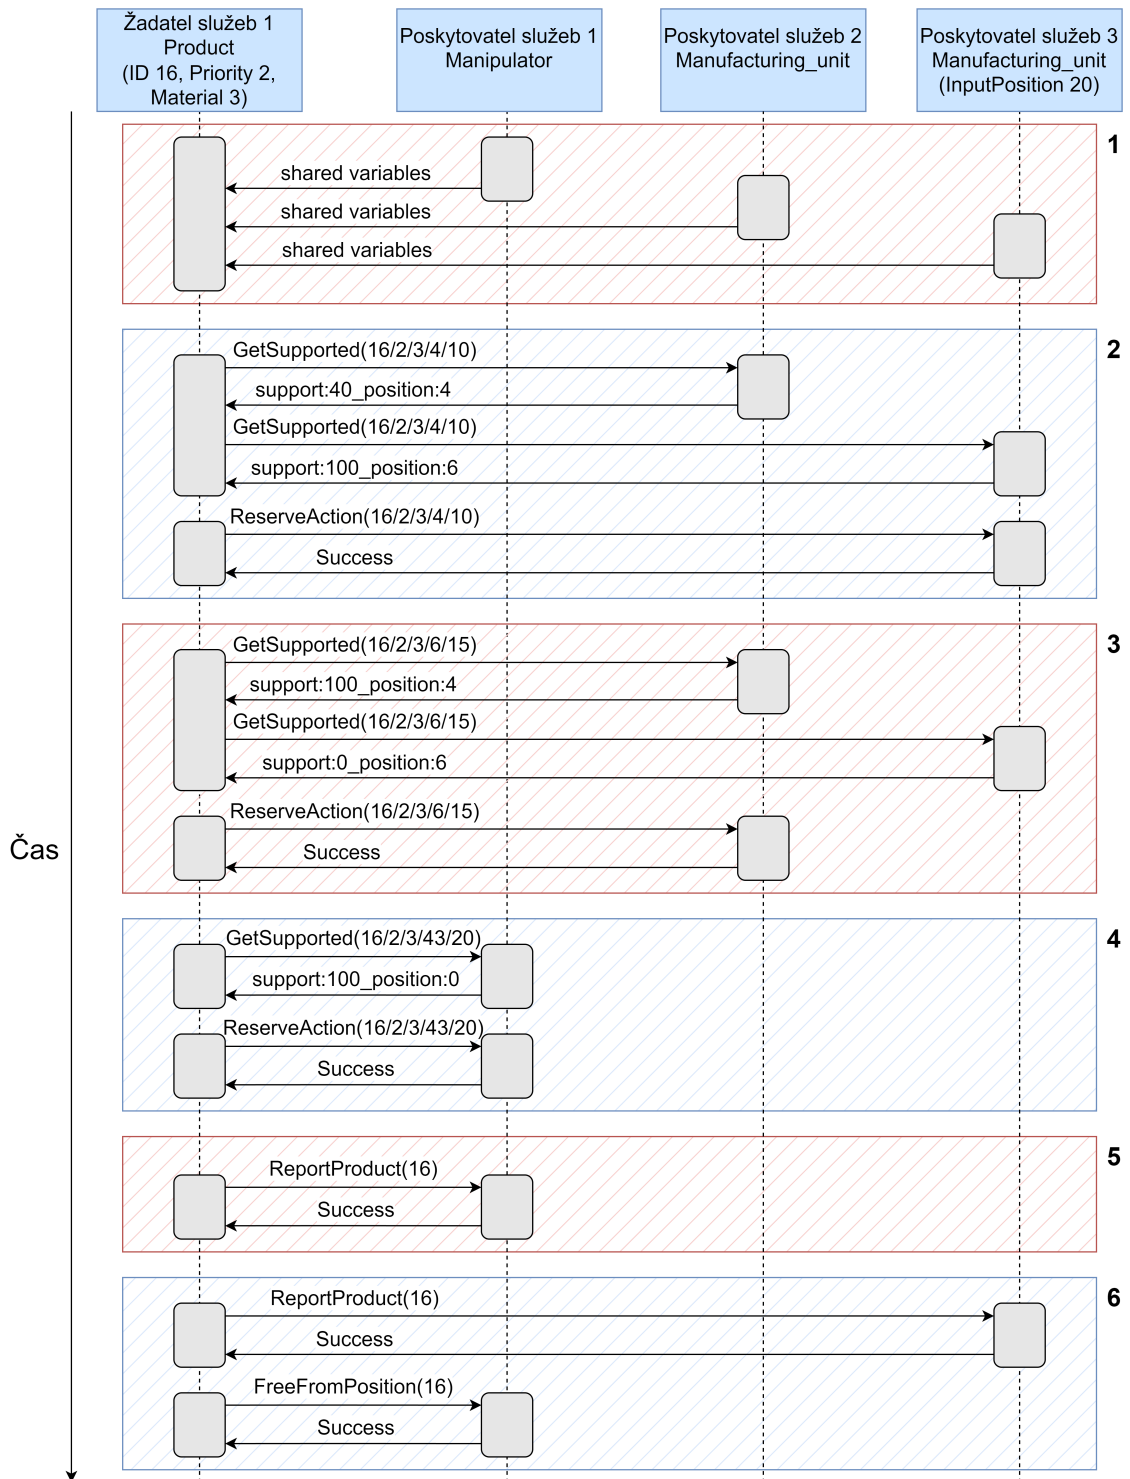 Žadatel služeb 1
Product
(ID 16, Priority 2,
Material 3)
Poskytovatel služeb 1
Manipulator
Poskytovatel služeb 2
Manufacturing_unit
Poskytovatel služeb 3
Manufacturing_unit
(InputPosition 20)
1
shared variables
shared variables
shared variables
2
GetSupported(16/2/3/4/10)
support:40_position:4
GetSupported(16/2/3/4/10)
support:100_position:6
ReserveAction(16/2/3/4/10)
Success
3
GetSupported(16/2/3/6/15)
support:100_position:4
GetSupported(16/2/3/6/15)
support:0_position:6
ReserveAction(16/2/3/6/15)
Success
Čas
4
GetSupported(16/2/3/43/20)
support:100_position:0
ReserveAction(16/2/3/43/20)
Success
5
ReportProduct(16)
Success
6
ReportProduct(16)
Success
FreeFromPosition(16)
Success